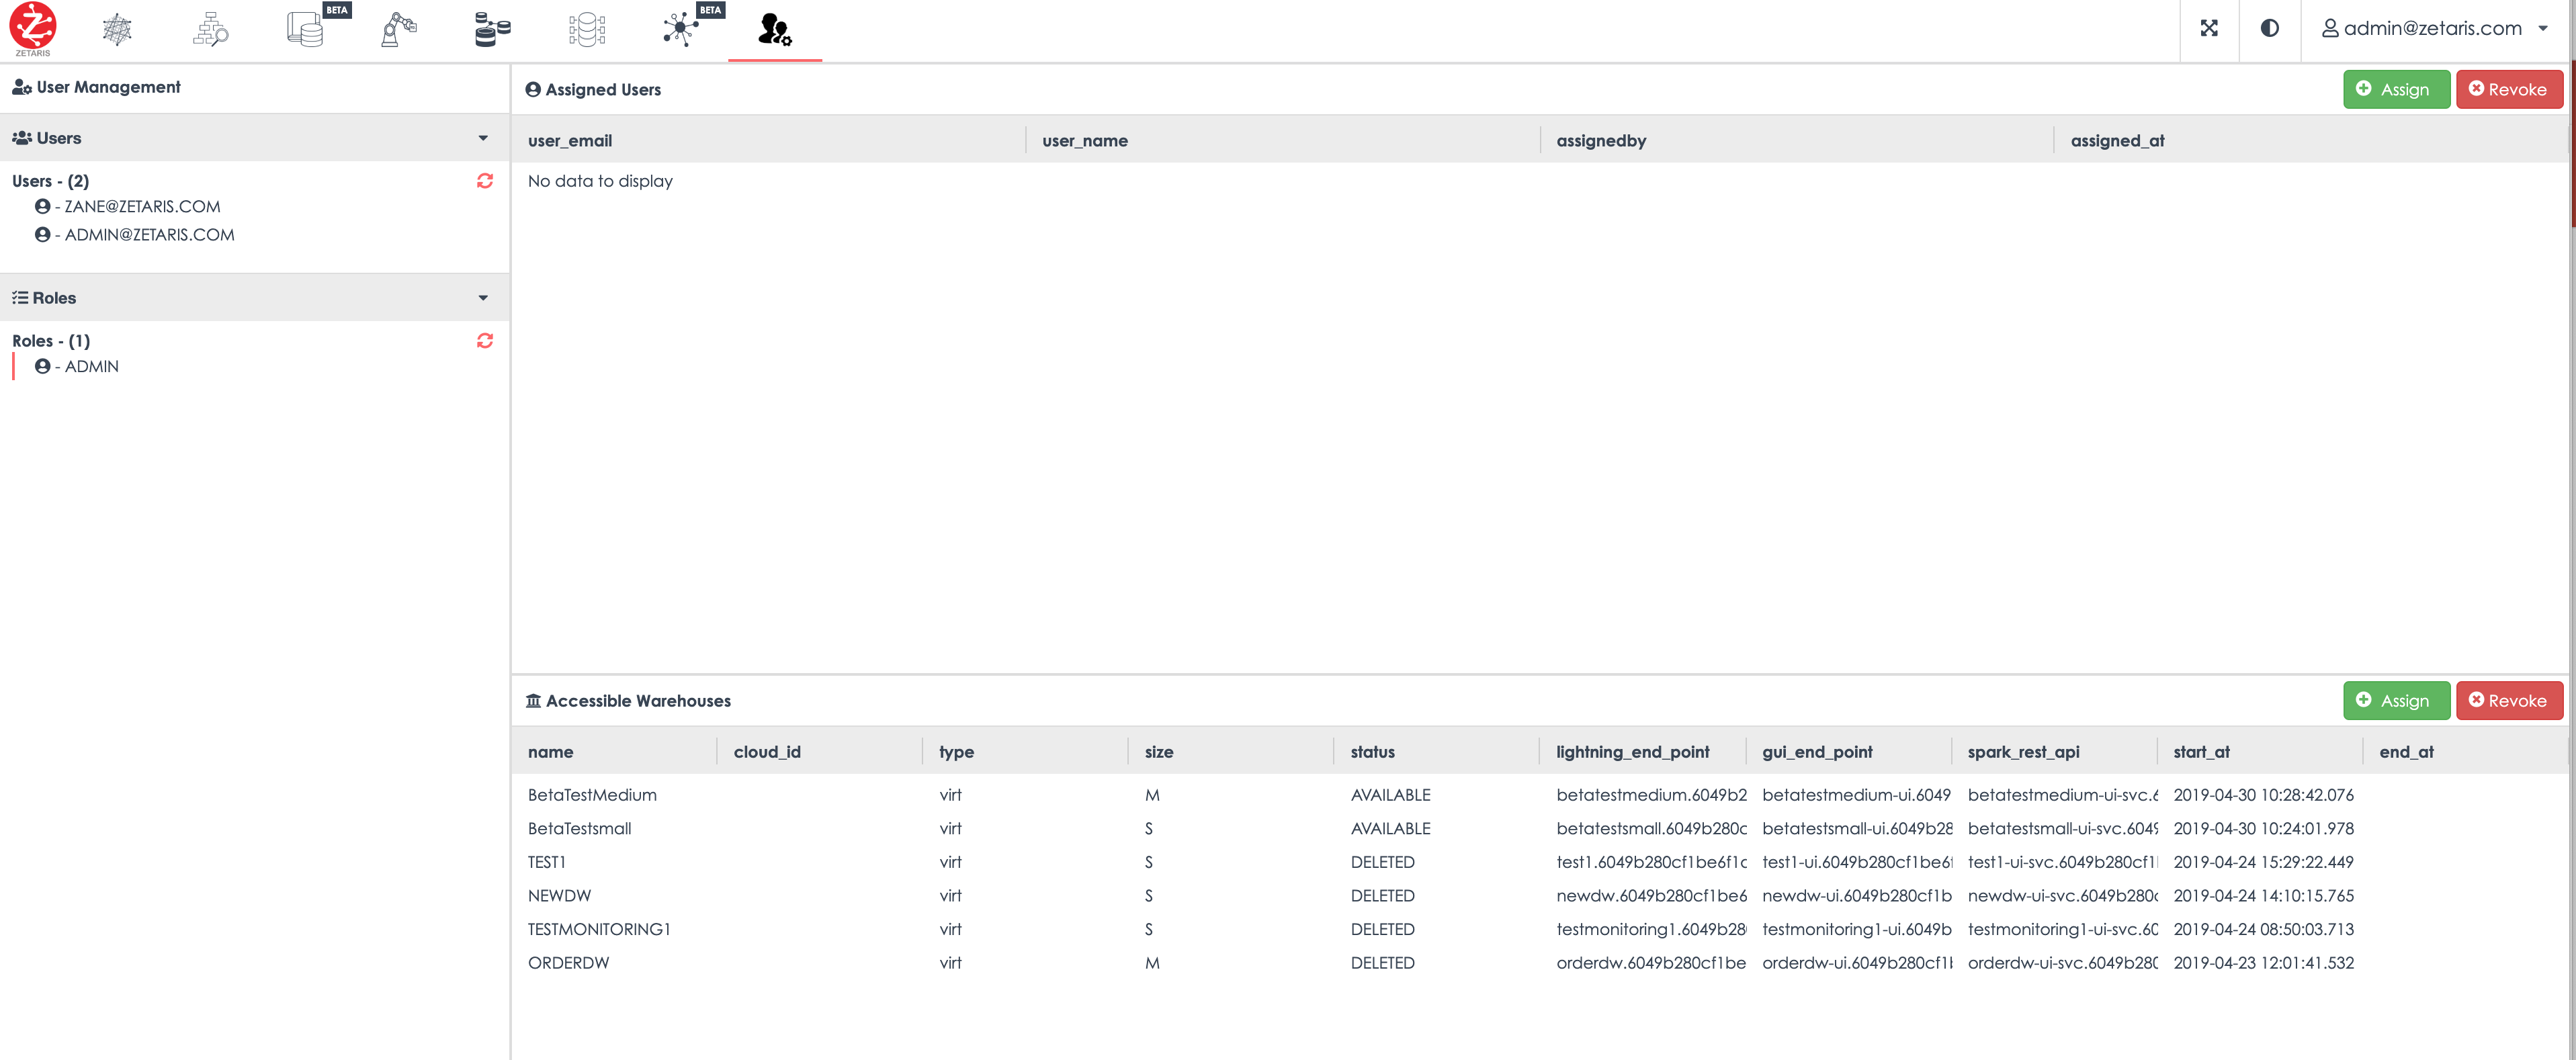 ZETARIS
BETA
BETA
admin@zetaris.com
User Management
Users
Users - (2)
- ZANE@ZETARIS.COM
- ADMIN@ZETARIS.COM
Roles
Roles - (1)
- ADMIN
Assigned Users
Assign
Revoke
user_email user_name assignedby assigned_at
No data to display
Accessible Warehouses
Assign
Revoke
name cloud_id type size status lightning_end_point gui_end_point spark_rest_api start_at end_at
BetaTestMedium virt M AVAILABLE betatestmedium.6049b2 betatestmedium-ui.6049 betatestmedium-ui-svc.6 2019-04-30 10:28:42.076
BetaTestsmall virt S AVAILABLE betatestsmall.6049b280c betatestsmall-ui.6049b28 betatestsmall-ui-svc.6049 2019-04-30 10:24:01.978
TEST1 virt S DELETED test1.6049b280cf1be6f1c test1-ui.6049b280cf1be6f test1-ui-svc.6049b280cf1 2019-04-24 15:29:22.449
NEWDW virt S DELETED newdw.6049b280cf1be6 newdw-ui.6049b280cf1b newdw-ui-svc.6049b280c 2019-04-24 14:10:15.765
TESTMONITORING1 virt S DELETED testmonitoring1.6049b28 testmonitoring1-ui.6049b testmonitoring1-ui-svc.60 2019-04-24 08:50:03.713
ORDERDW virt M DELETED orderdw.6049b280cf1be orderdw-ui.6049b280cf1 orderdw-ui-svc.6049b280 2019-04-23 12:01:41.532